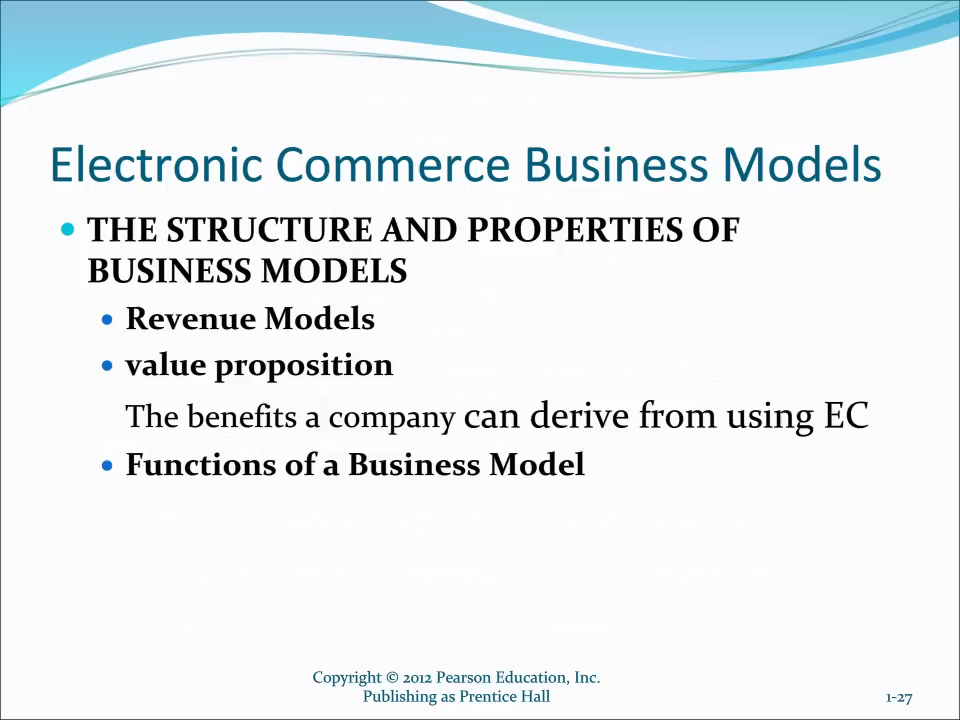 Electronic Commerce Business Models
• THE STRUCTURE AND PROPERTIES OF
BUSINESS MODELS
• Revenue Models
• value proposition
The benefits a company can derive from using EC
• Functions of a Business Model
Copyright © 2012 Pearson Education, Inc.
Publishing as Prentice Hall
1-27